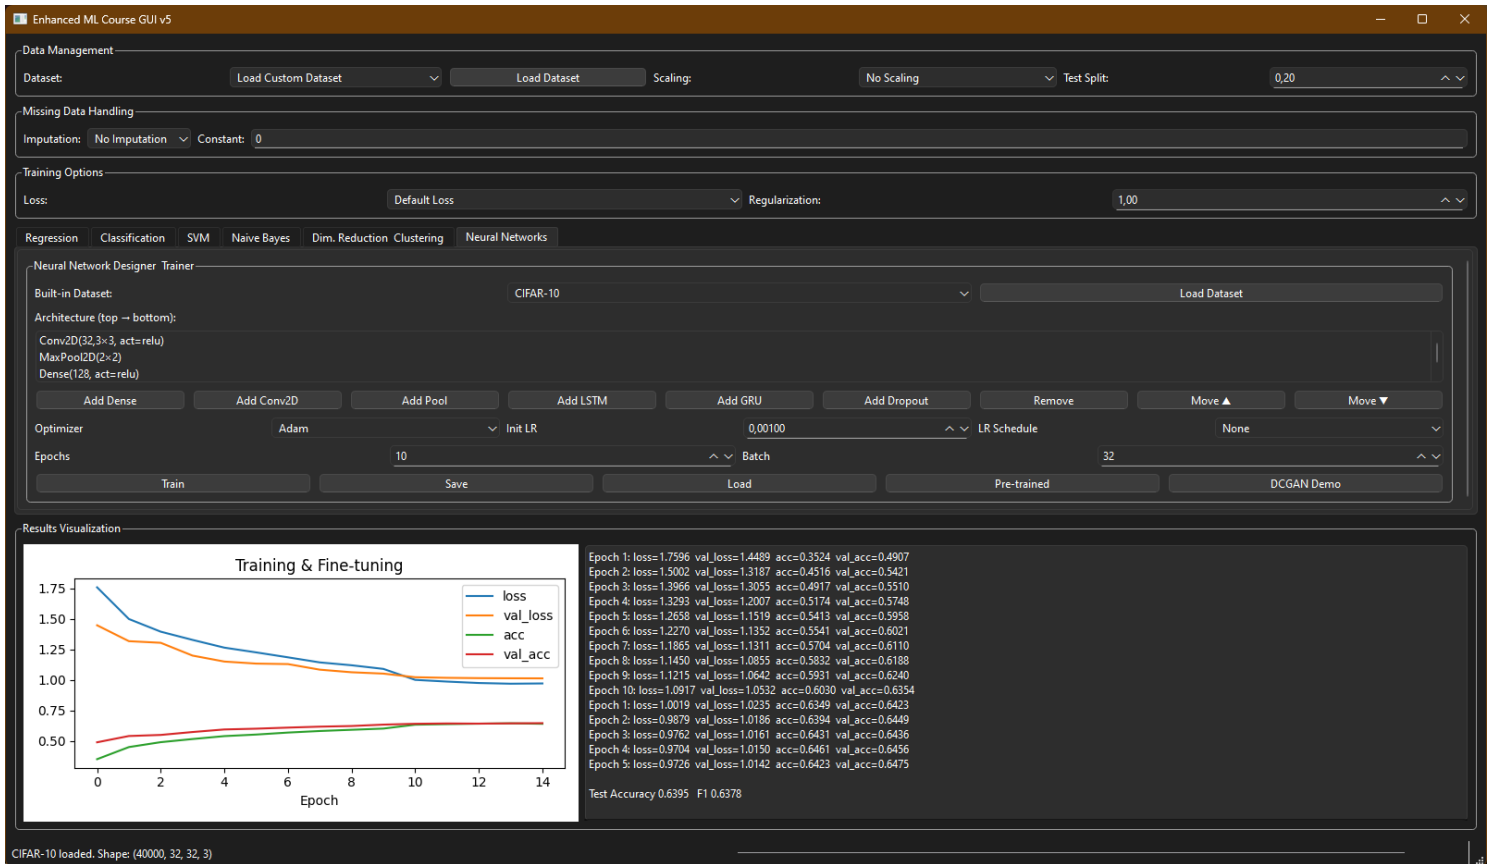 Enhanced ML Course GUI v5
Data Management
Dataset: Load Custom Dataset Load Dataset Scaling: No Scaling Test Split: 0,20
Missing Data Handling
Imputation: No Imputation Constant: 0
Training Options
Loss: Default Loss Regularization: 1,00
Regression Classification SVM Naive Bayes Dim. Reduction Clustering Neural Networks
Neural Network Designer Trainer
Built-in Dataset: CIFAR-10 Load Dataset
Architecture (top → bottom):
Conv2D(32,3×3, act=relu)
MaxPool2D(2×2)
Dense(128, act=relu)
Add Dense Add Conv2D Add Pool Add LSTM Add GRU Add Dropout Remove Move ▲ Move ▼
Optimizer Adam Init LR 0,00100 LR Schedule None
Epochs 10 Batch 32
Train Save Load Pre-trained DCGAN Demo
Results Visualization
Training & Fine-tuning
1.75
1.50
1.25
1.00
0.75
0.50
loss
val_loss
acc
val_acc
0 2 4 6 8 10 12 14
Epoch
Epoch 1: loss=1.7596 val_loss=1.4489 acc=0.3524 val_acc=0.4907
Epoch 2: loss=1.5002 val_loss=1.3187 acc=0.4516 val_acc=0.5421
Epoch 3: loss=1.3966 val_loss=1.3055 acc=0.4917 val_acc=0.5510
Epoch 4: loss=1.3293 val_loss=1.2007 acc=0.5174 val_acc=0.5748
Epoch 5: loss=1.2658 val_loss=1.1519 acc=0.5413 val_acc=0.5958
Epoch 6: loss=1.2270 val_loss=1.1352 acc=0.5541 val_acc=0.6021
Epoch 7: loss=1.1865 val_loss=1.1311 acc=0.5704 val_acc=0.6110
Epoch 8: loss=1.1450 val_loss=1.0855 acc=0.5832 val_acc=0.6188
Epoch 9: loss=1.1215 val_loss=1.0642 acc=0.5931 val_acc=0.6240
Epoch 10: loss=1.0917 val_loss=1.0532 acc=0.6030 val_acc=0.6354
Epoch 1: loss=1.0019 val_loss=1.0235 acc=0.6349 val_acc=0.6423
Epoch 2: loss=0.9879 val_loss=1.0186 acc=0.6394 val_acc=0.6449
Epoch 3: loss=0.9762 val_loss=1.0161 acc=0.6431 val_acc=0.6436
Epoch 4: loss=0.9704 val_loss=1.0150 acc=0.6461 val_acc=0.6456
Epoch 5: loss=0.9726 val_loss=1.0142 acc=0.6423 val_acc=0.6475
Test Accuracy 0.6395 F1 0.6378
CIFAR-10 loaded. Shape: (40000, 32, 32, 3)